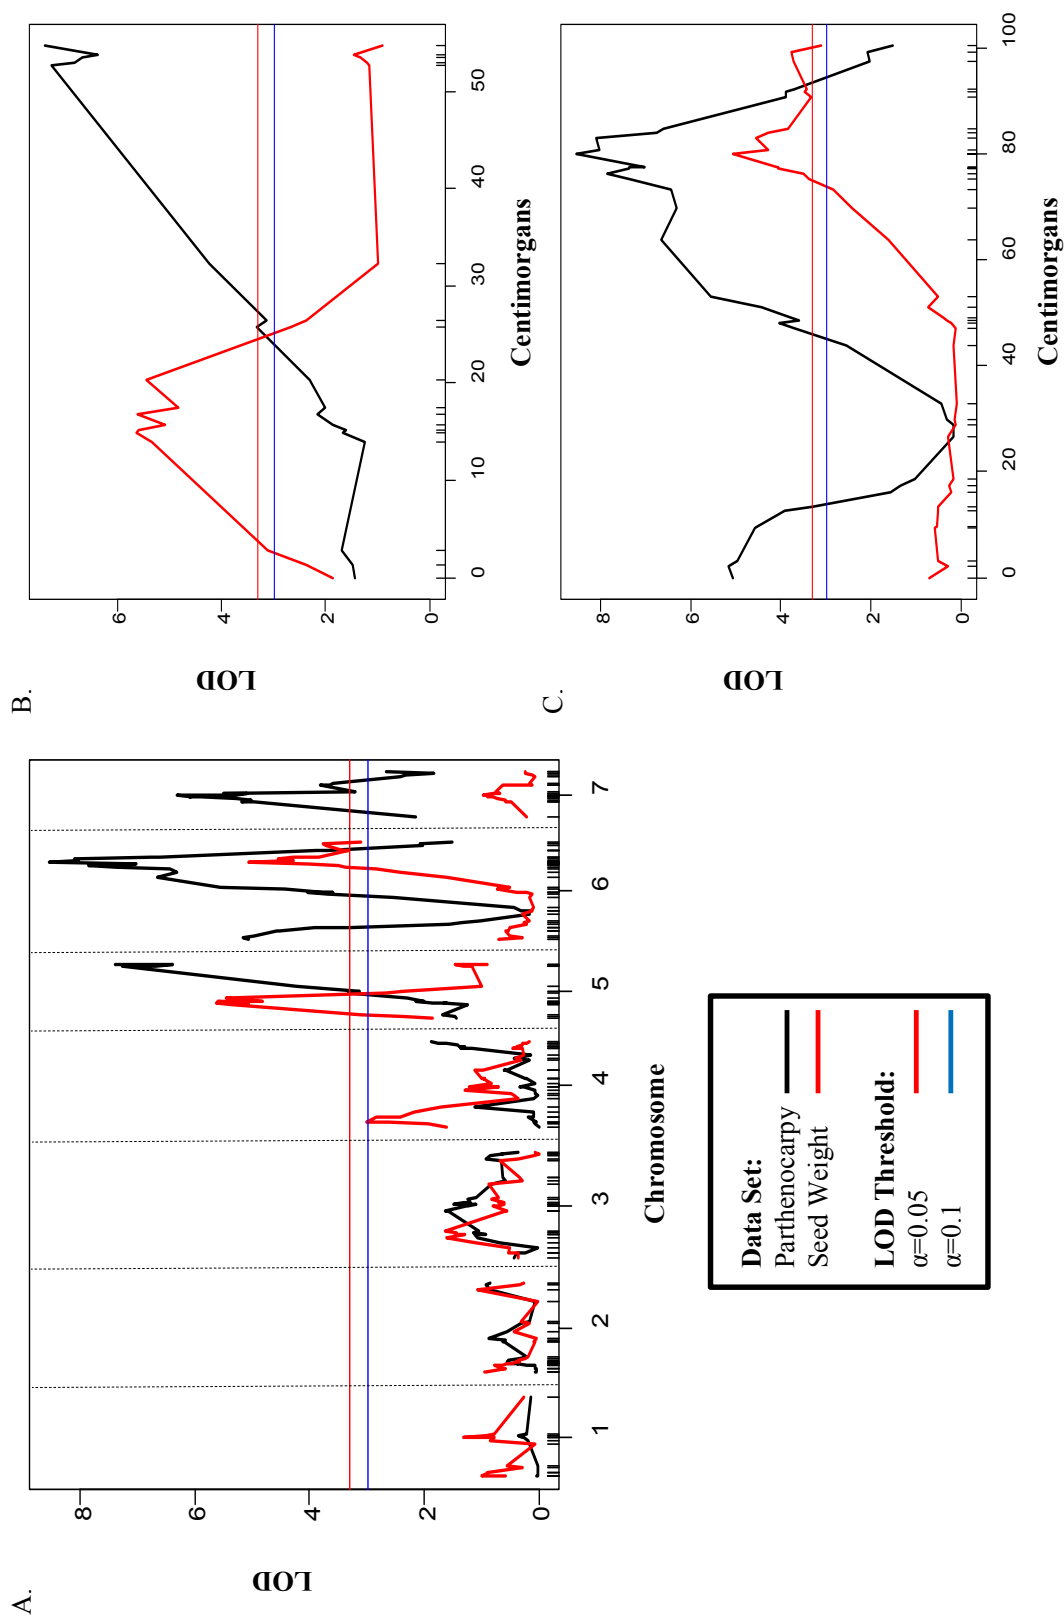 A.
LOD
8
6
4
2
0
1 2 3 4 5 6 7
Chromosome
Data Set:
Parthenocarpy
Seed Weight
LOD Threshold:
α=0.05
α=0.1
B.
LOD
6
4
2
0
0 10 20 30 40 50
Centimorgans
C.
LOD
8
6
4
2
0
0 20 40 60 80 100
Centimorgans